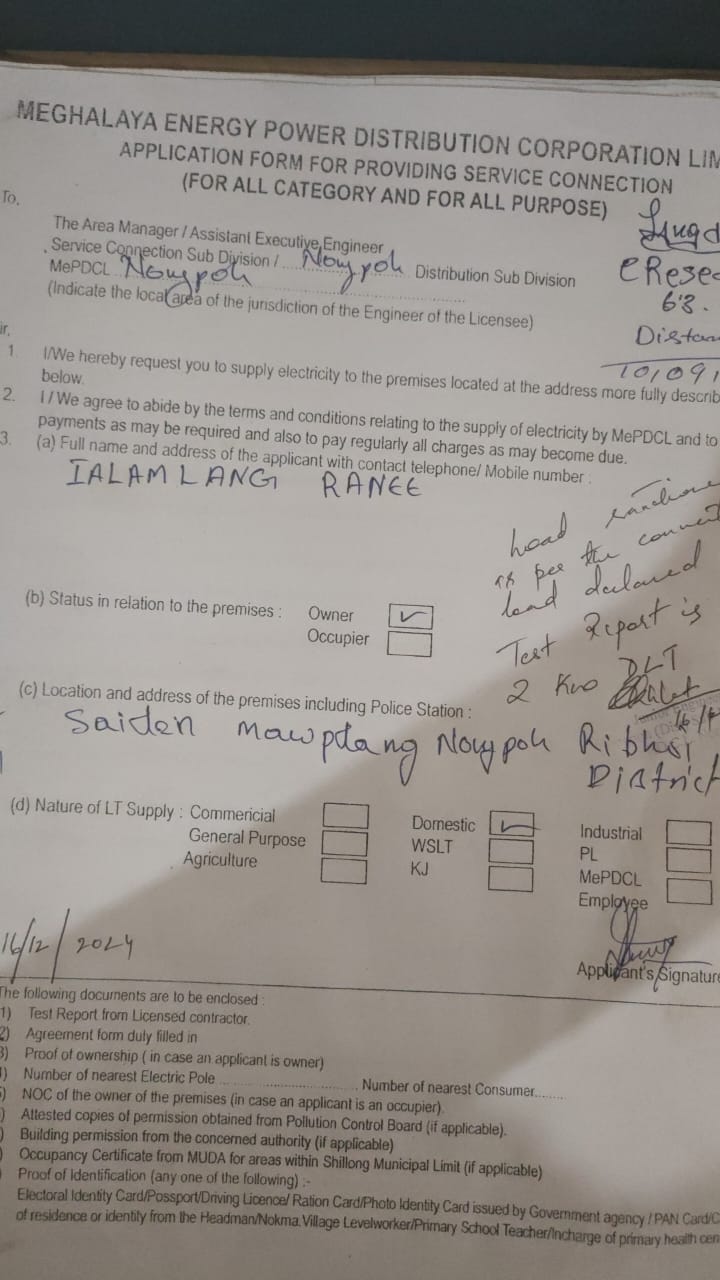 MEGHALAYA ENERGY POWER DISTRIBUTION CORPORATION LIM
APPLICATION FORM FOR PROVIDING SERVICE CONNECTION
(FOR ALL CATEGORY AND FOR ALL PURPOSE)
To,
The Area Manager / Assistant Executive Engineer
Service Connection Sub Division / Nongpoh Distribution Sub Division
MePDCL Nongpoh
(Indicate the local area of the jurisdiction of the Engineer of the Licensee)
63.
Distan
ir,
1. I/We hereby request you to supply electricity to the premises located at the address more fully describ
below.
2. I / We agree to abide by the terms and conditions relating to the supply of electricity by MePDCL and to
payments as may be required and also to pay regularly all charges as may become due.
3. (a) Full name and address of the applicant with contact telephone/ Mobile number :
IALAMLANG RANEE
Load
as per the connect
load declared
Test Report is
2 Kw DLT
(b) Status in relation to the premises : Owner ✓
Occupier
(c) Location and address of the premises including Police Station :
Saiden mawpdang Nongpoh Ribhoi
District
(d) Nature of LT Supply : Commericial Domestic ✓ Industrial
General Purpose WSLT PL
Agriculture KJ MePDCL
Employee
16/12/2024
Applicant's Signature
The following documents are to be enclosed :
1) Test Report from Licensed contractor.
2) Agreement form duly filled in
3) Proof of ownership ( in case an applicant is owner)
) Number of nearest Electric Pole ............ Number of nearest Consumer........
) NOC of the owner of the premises (in case an applicant is an occupier).
) Attested copies of permission obtained from Pollution Control Board (if applicable).
) Building permission from the concerned authority (if applicable)
) Occupancy Certificate from MUDA for areas within Shillong Municipal Limit (if applicable)
Proof of Identification (any one of the following) :-
Electoral Identity Card/Possport/Driving Licence/ Ration Card/Photo Identity Card issued by Government agency / PAN Card/C
of residence or identity from the Headman/Nokma.Village Levelworker/Primary School Teacher/Incharge of primary health cen